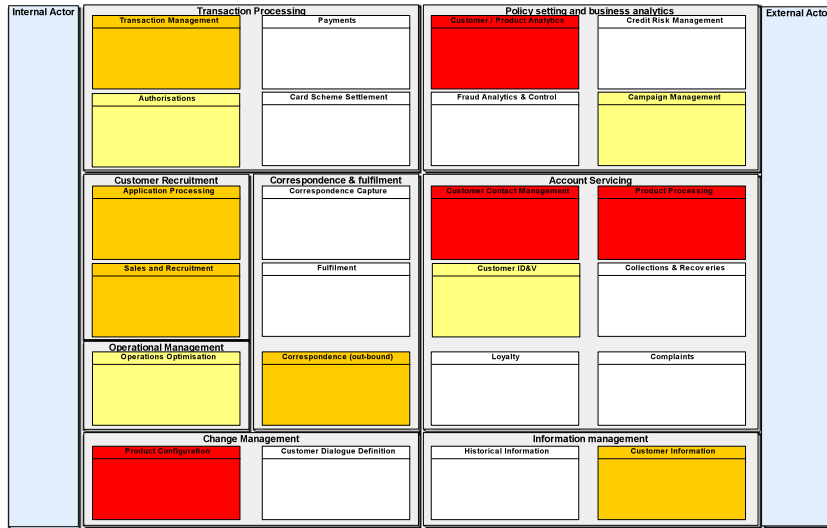 Internal Actor
Transaction Processing
Policy setting and business analytics
External Acto
Transaction Management
Payments
Customer / Product Analytics
Credit Risk Management
Authorisations
Card Scheme Settlement
Fraud Analytics & Control
Campaign Management
Customer Recruitment
Correspondence & fulfilment
Account Servicing
Application Processing
Correspondence Capture
Customer Contact Management
Product Processing
Sales and Recruitment
Fulfilment
Customer ID&V
Collections & Recoveries
Operational Management
Operations Optimisation
Correspondence (out-bound)
Loyalty
Complaints
Change Management
Information management
Product Configuration
Customer Dialogue Definition
Historical Information
Customer Information